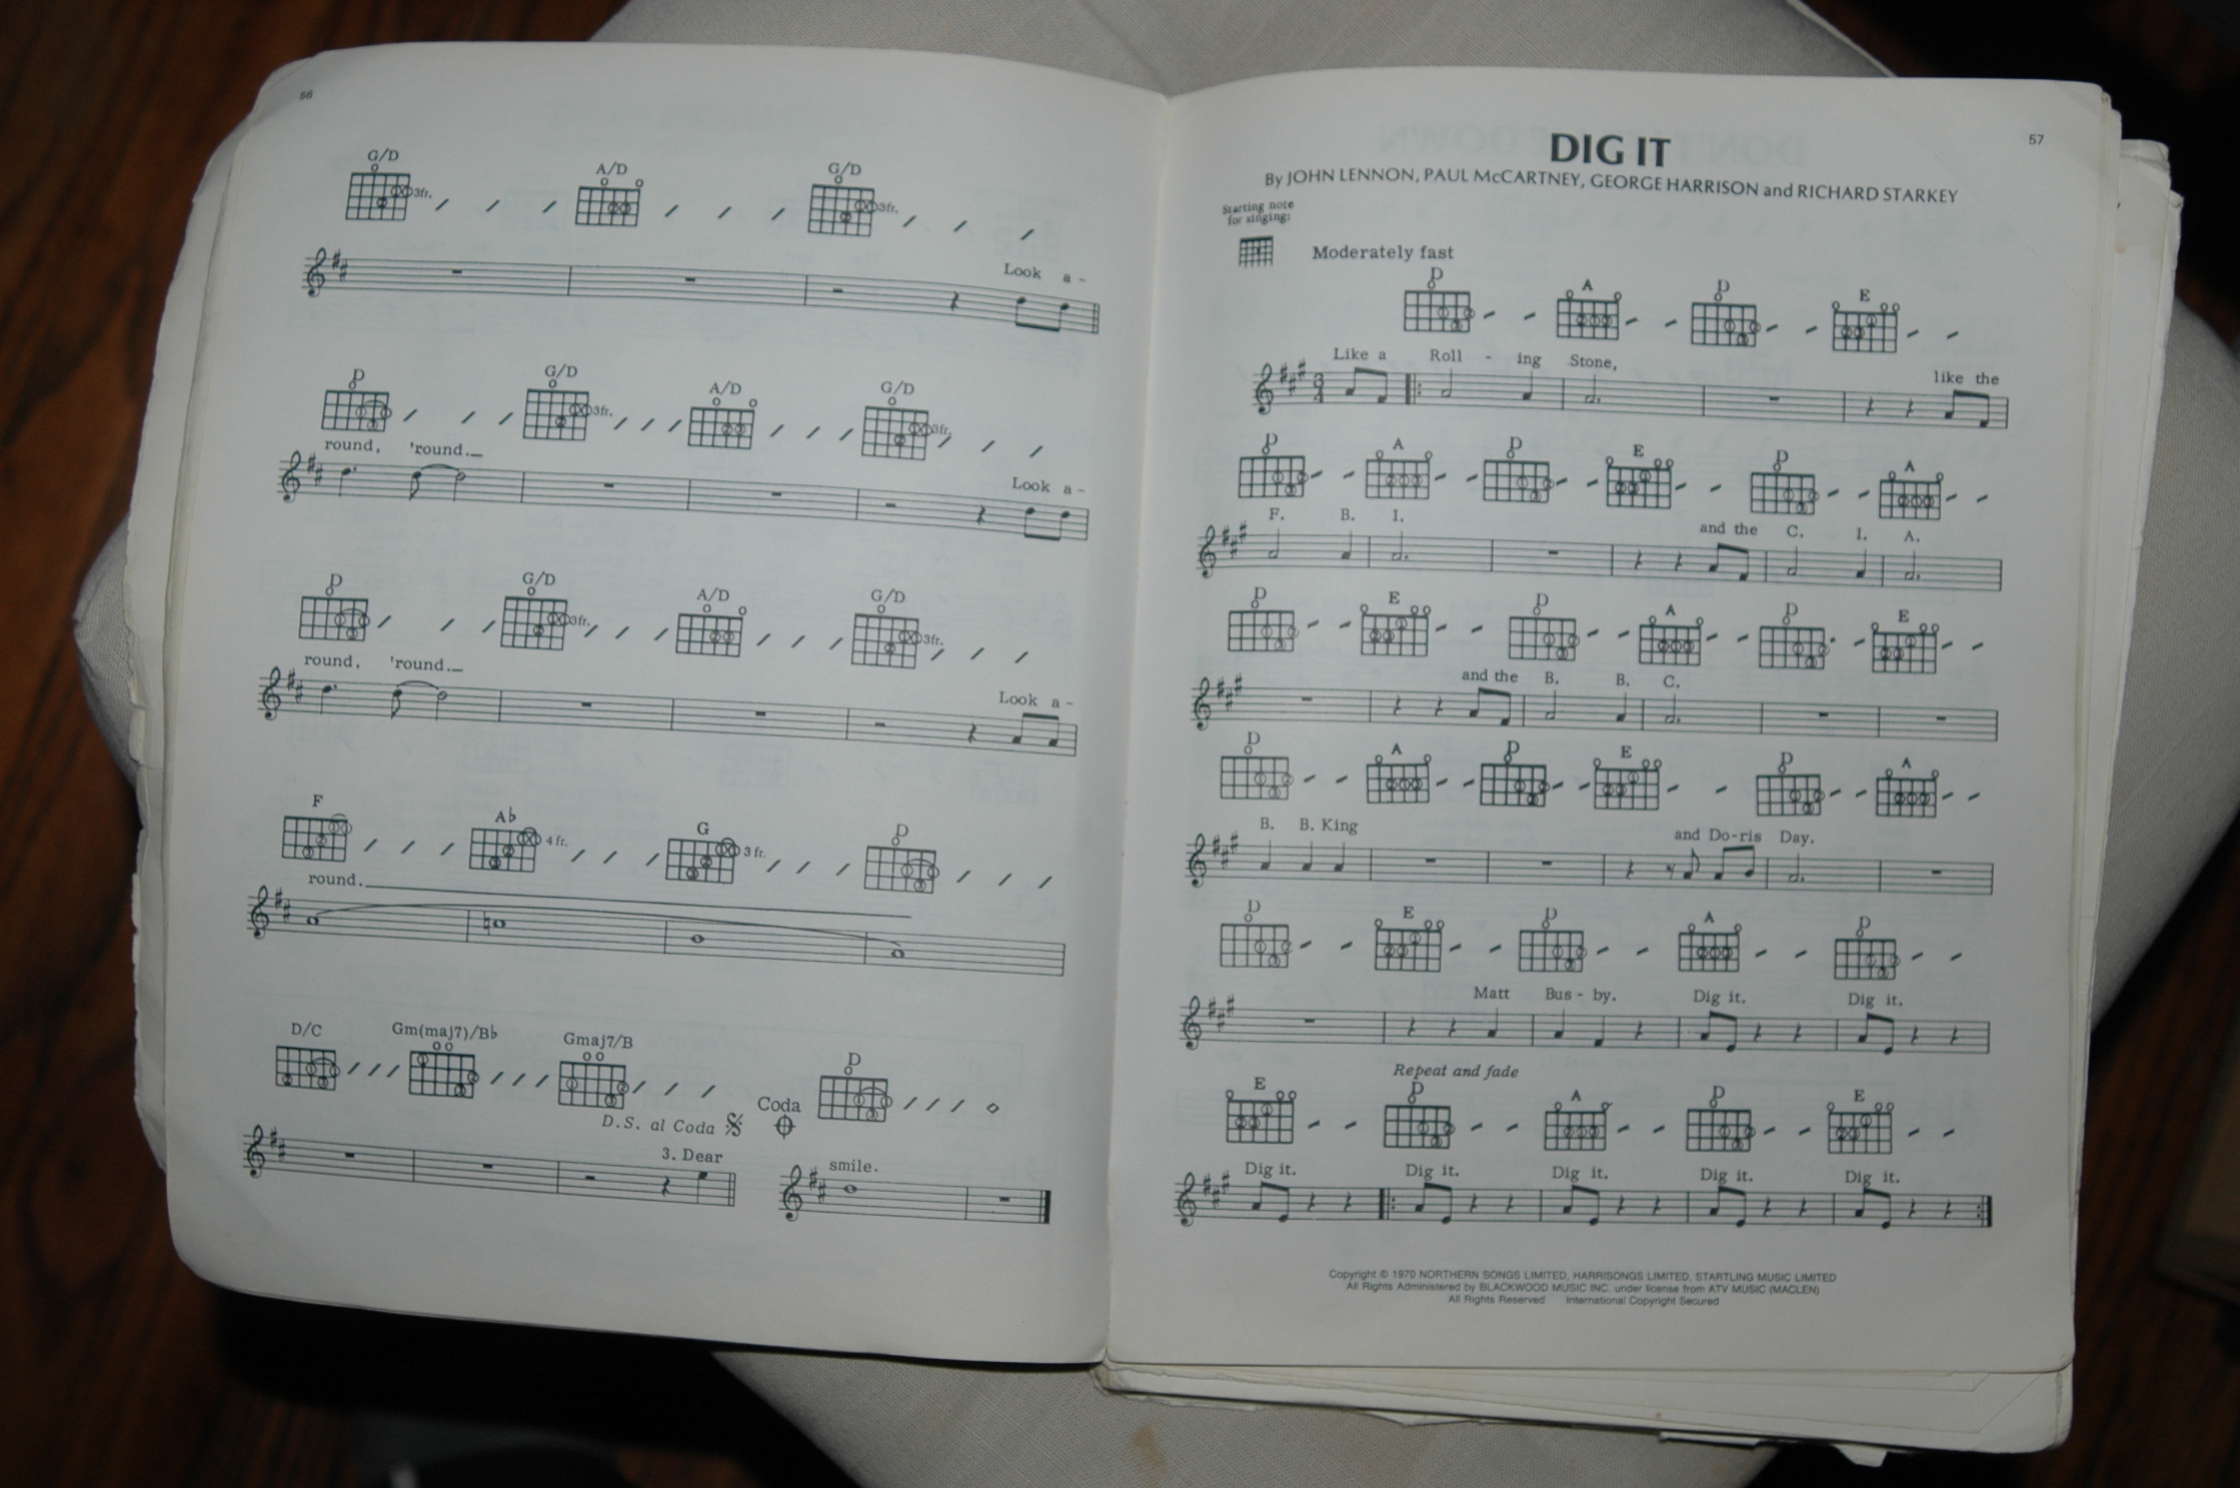 56
G/D A/D G/D
3fr. 3fr.
Look a-
D G/D A/D G/D
3fr. 3fr.
round, 'round.
Look a-
D G/D A/D G/D
3fr. 3fr.
round, 'round.
Look a-
F A♭ G D
4 fr. 3 fr.
round.
D/C Gm(maj7)/B♭ Gmaj7/B D
D.S. al Coda Coda
3. Dear smile.
57
DIG IT
By JOHN LENNON, PAUL McCARTNEY, GEORGE HARRISON and RICHARD STARKEY
Starting note
for singing:
Moderately fast
D A D E
Like a Roll - ing Stone, like the
3
4
D A D E D A
F. B. I. and the C. I. A.
D E D A D E
and the B. B. C.
D A D E D A
B. B. King and Do-ris Day.
D E D A D
Matt Bus - by. Dig it. Dig it.
Repeat and fade
E D A D E
Dig it. Dig it. Dig it. Dig it. Dig it.
Copyright © 1970 NORTHERN SONGS LIMITED, HARRISONGS LIMITED, STARTLING MUSIC LIMITED
All Rights Administered by BLACKWOOD MUSIC INC. under license from ATV MUSIC (MACLEN)
All Rights Reserved International Copyright Secured